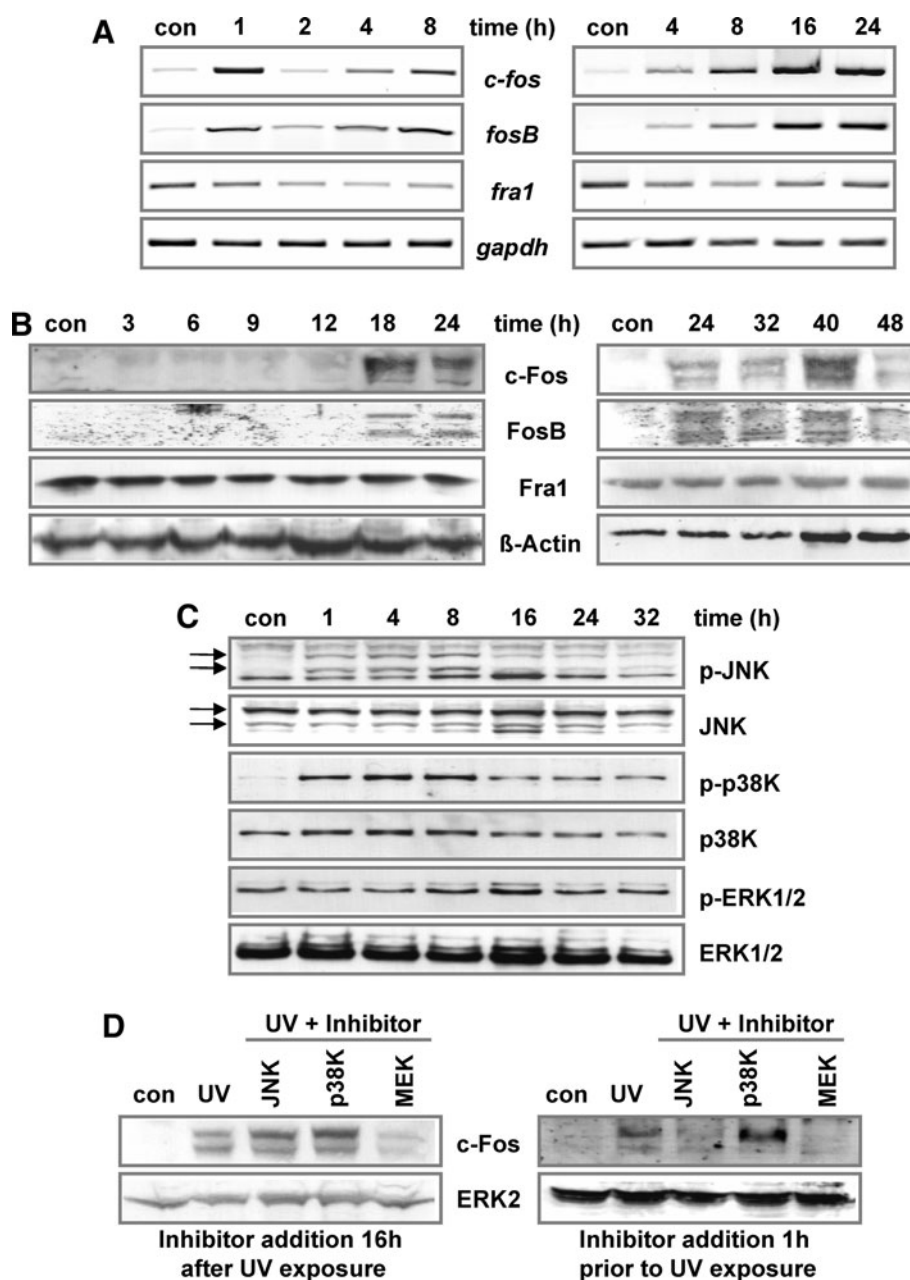 A
con 1 2 4 8 time (h) con 4 8 16 24
c-fos
fosB
fra1
gapdh
B
con 3 6 9 12 18 24 time (h) con 24 32 40 48
c-Fos
FosB
Fra1
ß-Actin
C
con 1 4 8 16 24 32 time (h)
p-JNK
JNK
p-p38K
p38K
p-ERK1/2
ERK1/2
D
UV + Inhibitor UV + Inhibitor
con UV JNK p38K MEK con UV JNK p38K MEK
c-Fos
ERK2
Inhibitor addition 16h Inhibitor addition 1h
after UV exposure prior to UV exposure